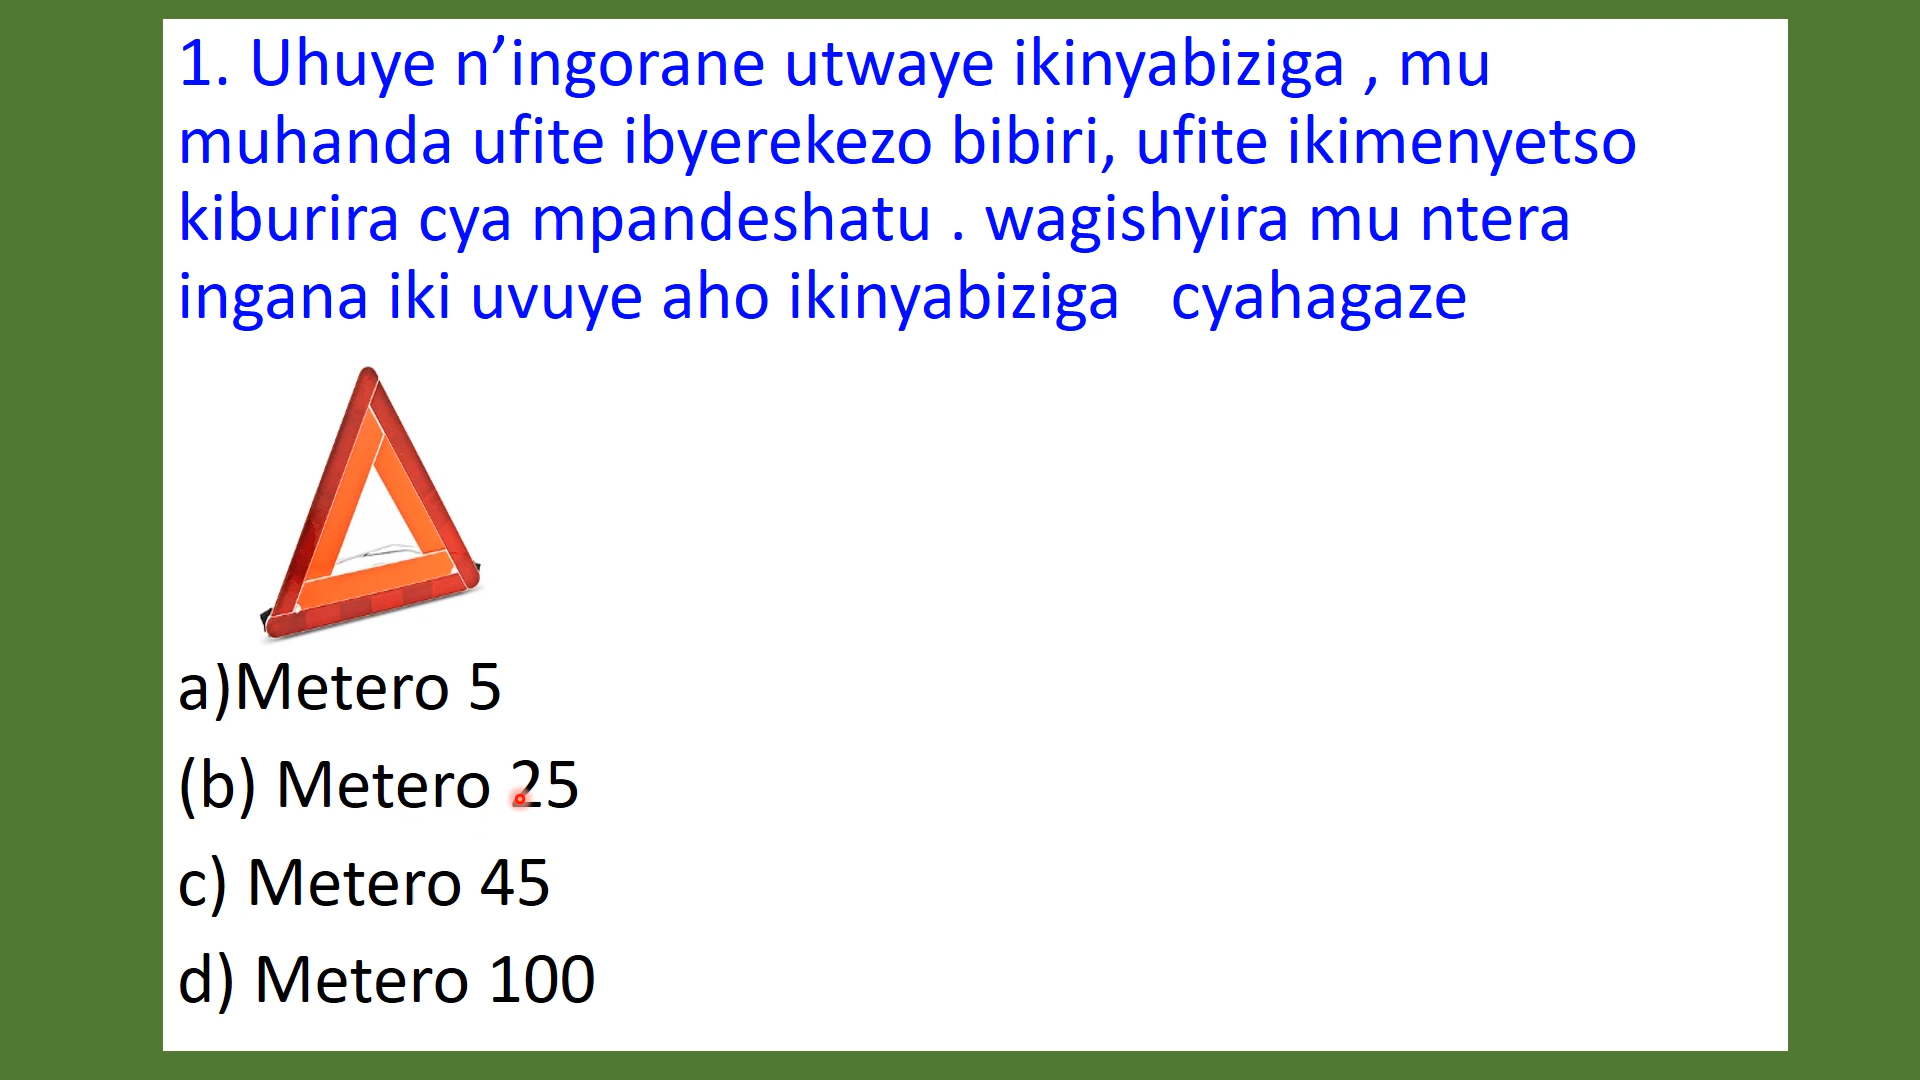 1. Uhuye n’ingorane utwaye ikinyabiziga , mu
muhanda ufite ibyerekezo bibiri, ufite ikimenyetso
kiburira cya mpandeshatu . wagishyira mu ntera
ingana iki uvuye aho ikinyabiziga   cyahagaze
a)Metero 5
(b) Metero 25
c) Metero 45
d) Metero 100